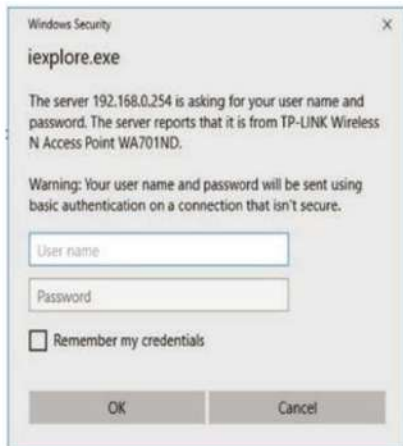 Windows Security
X
iexplore.exe
The server 192.168.0.254 is asking for your user name and
password. The server reports that it is from TP-LINK Wireless
N Access Point WA701ND.
Warning: Your user name and password will be sent using
basic authentication on a connection that isn't secure.
User name
Password
Remember my credentials
OK
Cancel